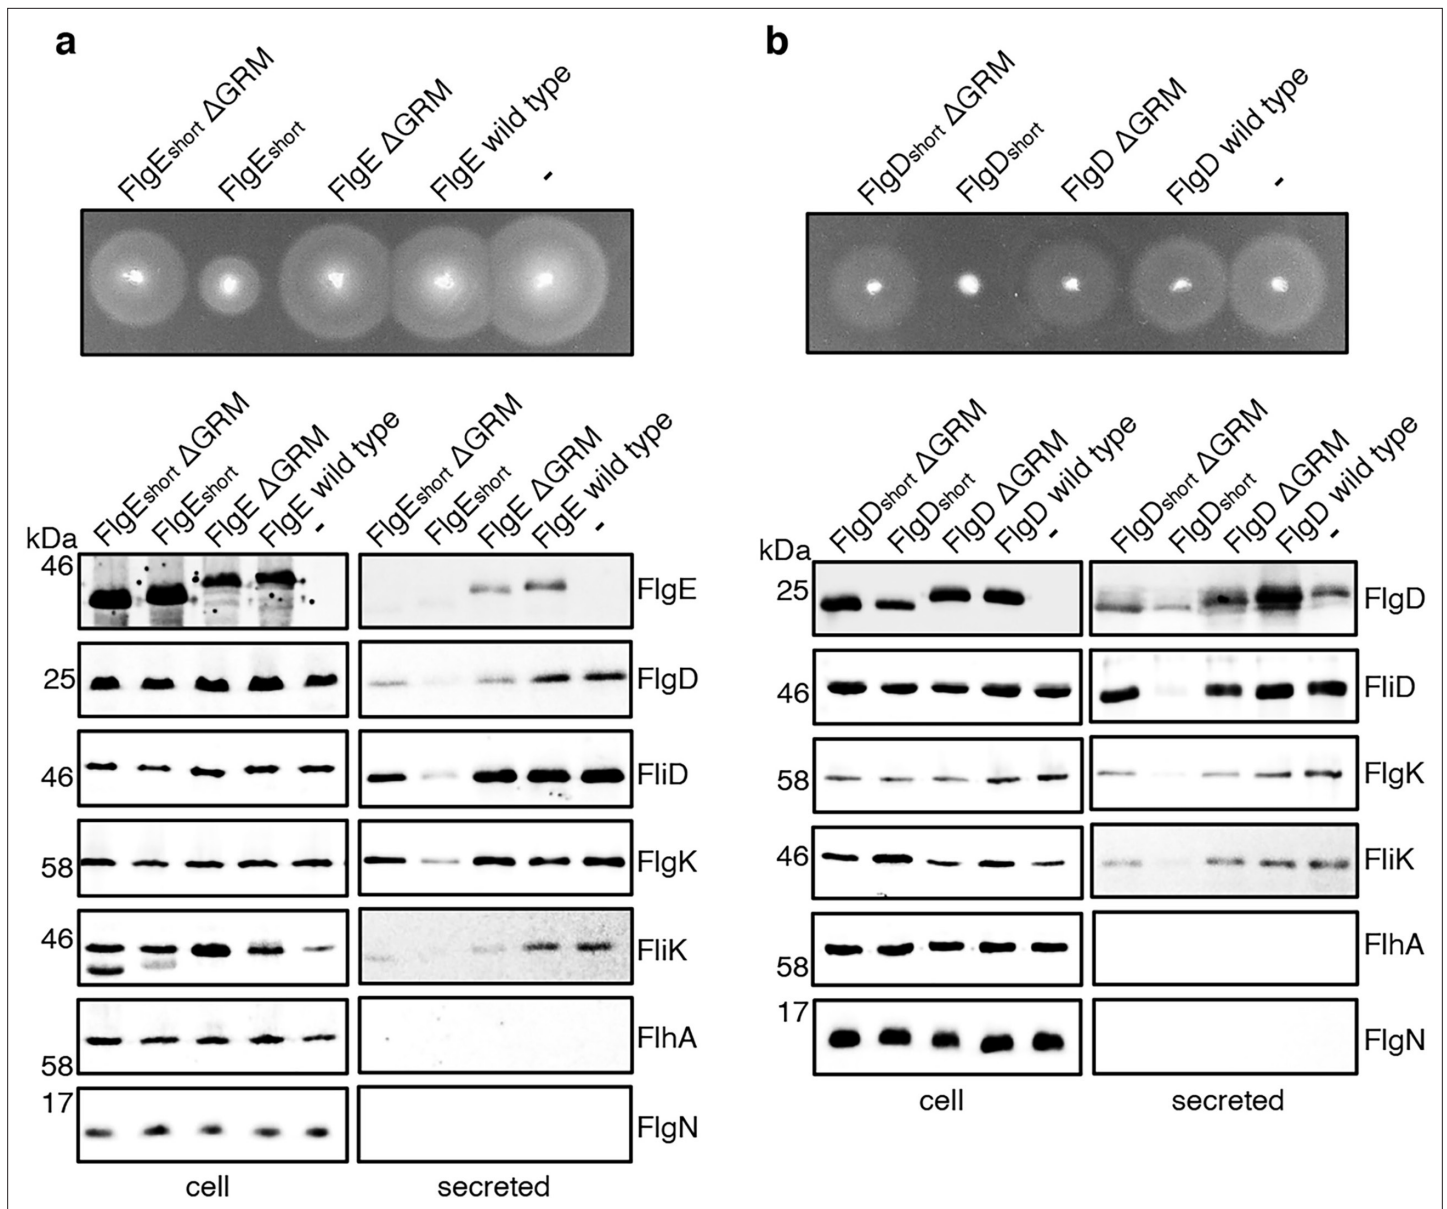 a
FlgEshort ΔGRM
FlgEshort
FlgE ΔGRM
FlgE wild type
-
FlgEshort ΔGRM
FlgEshort
FlgE ΔGRM
FlgE wild type
-
FlgEshort ΔGRM
FlgEshort
FlgE ΔGRM
FlgE wild type
-
kDa
46
FlgE
25
FlgD
46
FliD
58
FlgK
46
FliK
58
FlhA
17
FlgN
cell
secreted
b
FlgDshort ΔGRM
FlgDshort
FlgD ΔGRM
FlgD wild type
-
FlgDshort ΔGRM
FlgDshort
FlgD ΔGRM
FlgD wild type
-
FlgDshort ΔGRM
FlgDshort
FlgD ΔGRM
FlgD wild type
-
kDa
25
FlgD
46
FliD
58
FlgK
46
FliK
58
FlhA
17
FlgN
cell
secreted